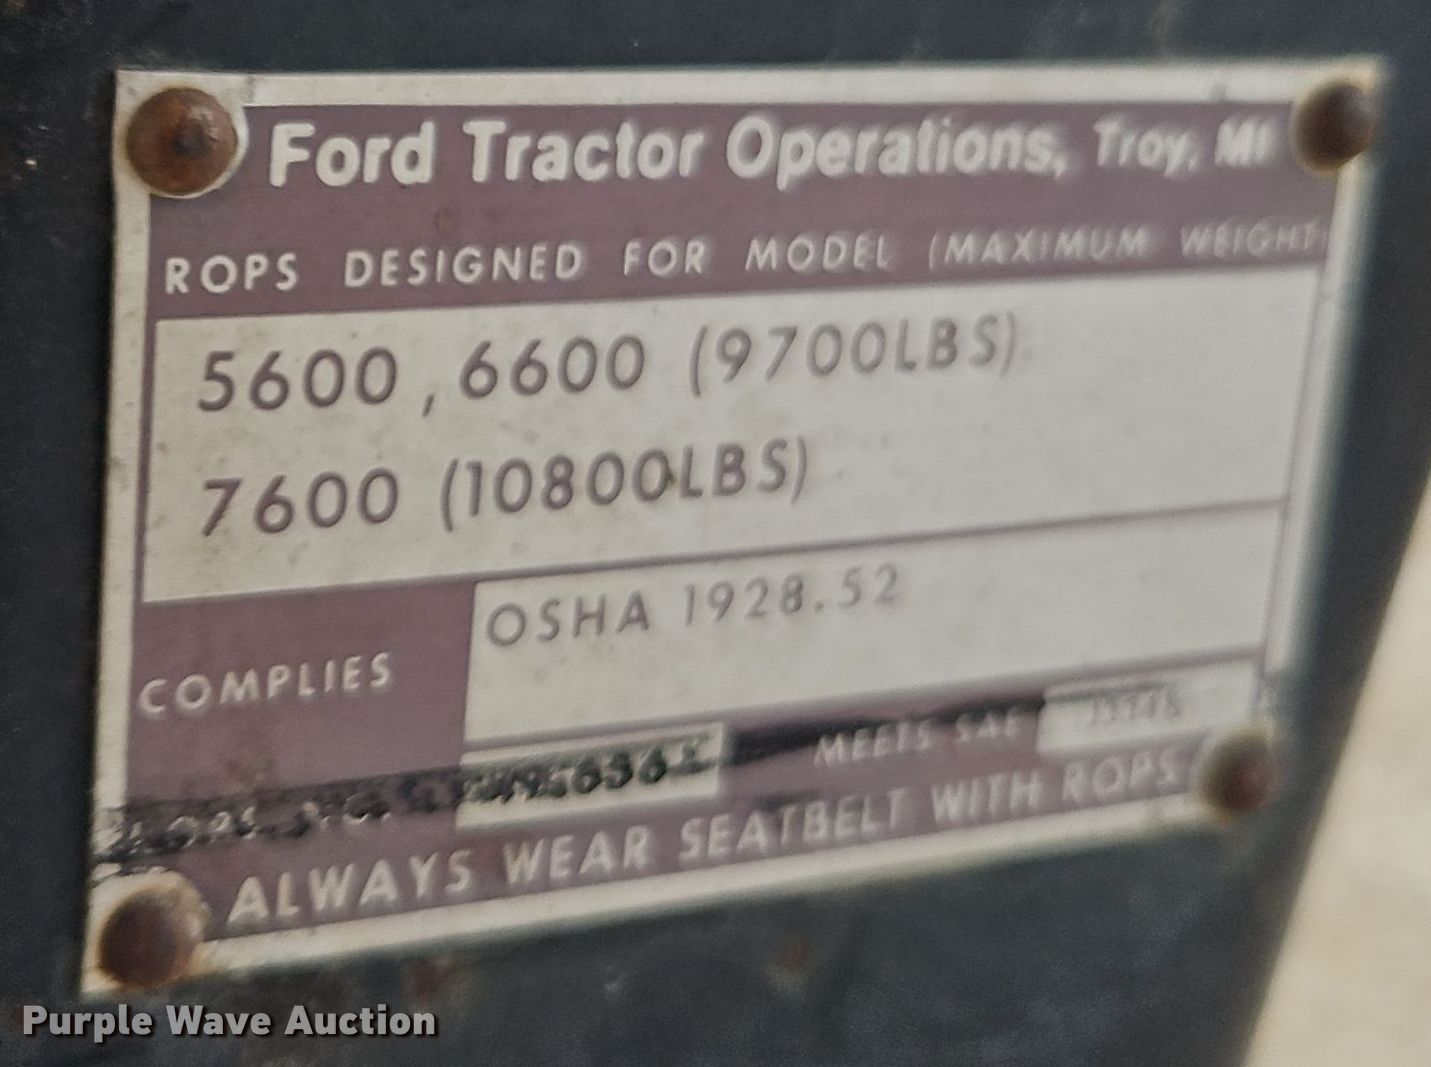 Ford Tractor Operations, Troy, MI
ROPS DESIGNED FOR MODEL (MAXIMUM WEIGHT)
5600, 6600 (9700LBS)
7600 (10800LBS)
COMPLIES OSHA 1928.52
MEETS SAE
ALWAYS WEAR SEATBELT WITH ROPS
Purple Wave Auction